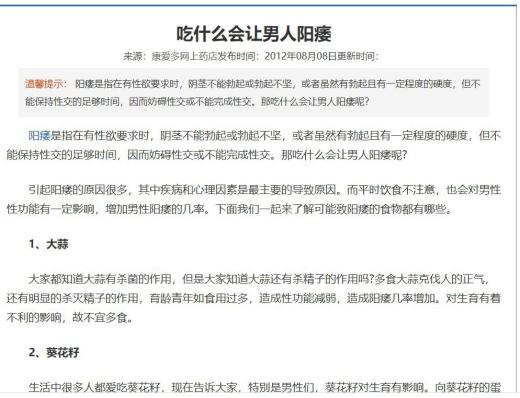 吃什么会让男人阳痿
来源：康爱多网上药店发布时间：2012年08月08日更新时间：
温馨提示： 阳痿是指在有性欲要求时，阴茎不能勃起或勃起不坚，或者虽然有勃起且有一定程度的硬度，但不
能保持性交的足够时间，因而妨碍性交或不能完成性交。那吃什么会让男人阳痿呢？
阳痿是指在有性欲要求时，阴茎不能勃起或勃起不坚，或者虽然有勃起且有一定程度的硬度，但不
能保持性交的足够时间，因而妨碍性交或不能完成性交。那吃什么会让男人阳痿呢？
引起阳痿的原因很多，其中疾病和心理因素是最主要的导致原因。而平时饮食不注意，也会对男性
性功能有一定影响，增加男性阳痿的几率。下面我们一起来了解可能致阳痿的食物都有哪些。
1、大蒜
大家都知道大蒜有杀菌的作用，但是大家知道大蒜还有杀精子的作用吗?多食大蒜克伐人的正气，
还有明显的杀灭精子的作用，育龄青年如食用过多，造成性功能减弱，造成阳痿几率增加。对生育有着
不利的影响，故不宜多食。
2、葵花籽
生活中很多人都爱吃葵花籽，现在告诉大家，特别是男性们，葵花籽对生育有影响。向葵花籽的蛋